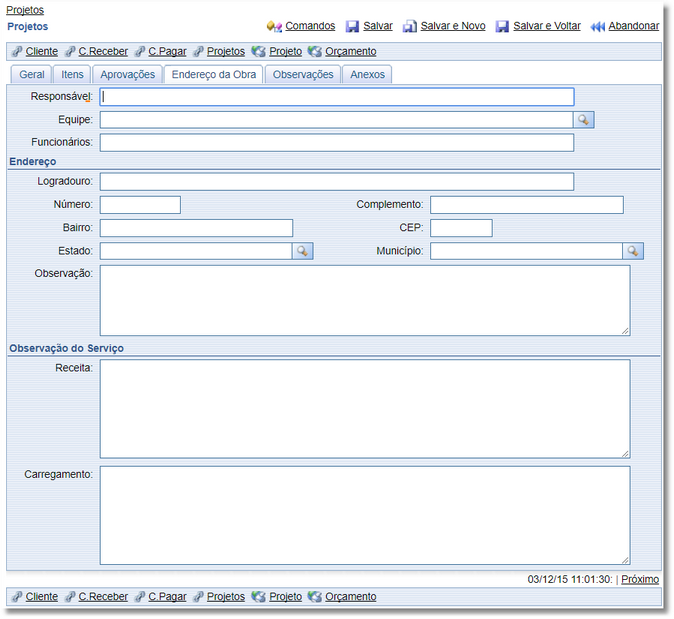 Projetos
Projetos Comandos Salvar Salvar e Novo Salvar e Voltar Abandonar
Cliente C.Receber C.Pagar Projetos Projeto Orçamento
Geral Itens Aprovações Endereço da Obra Observações Anexos
Responsável:
Equipe:
Funcionários:
Endereço
Logradouro:
Número: Complemento:
Bairro: CEP:
Estado: Município:
Observação:
Observação do Serviço
Receita:
Carregamento:
03/12/15 11:01:30: | Próximo
Cliente C.Receber C.Pagar Projetos Projeto Orçamento